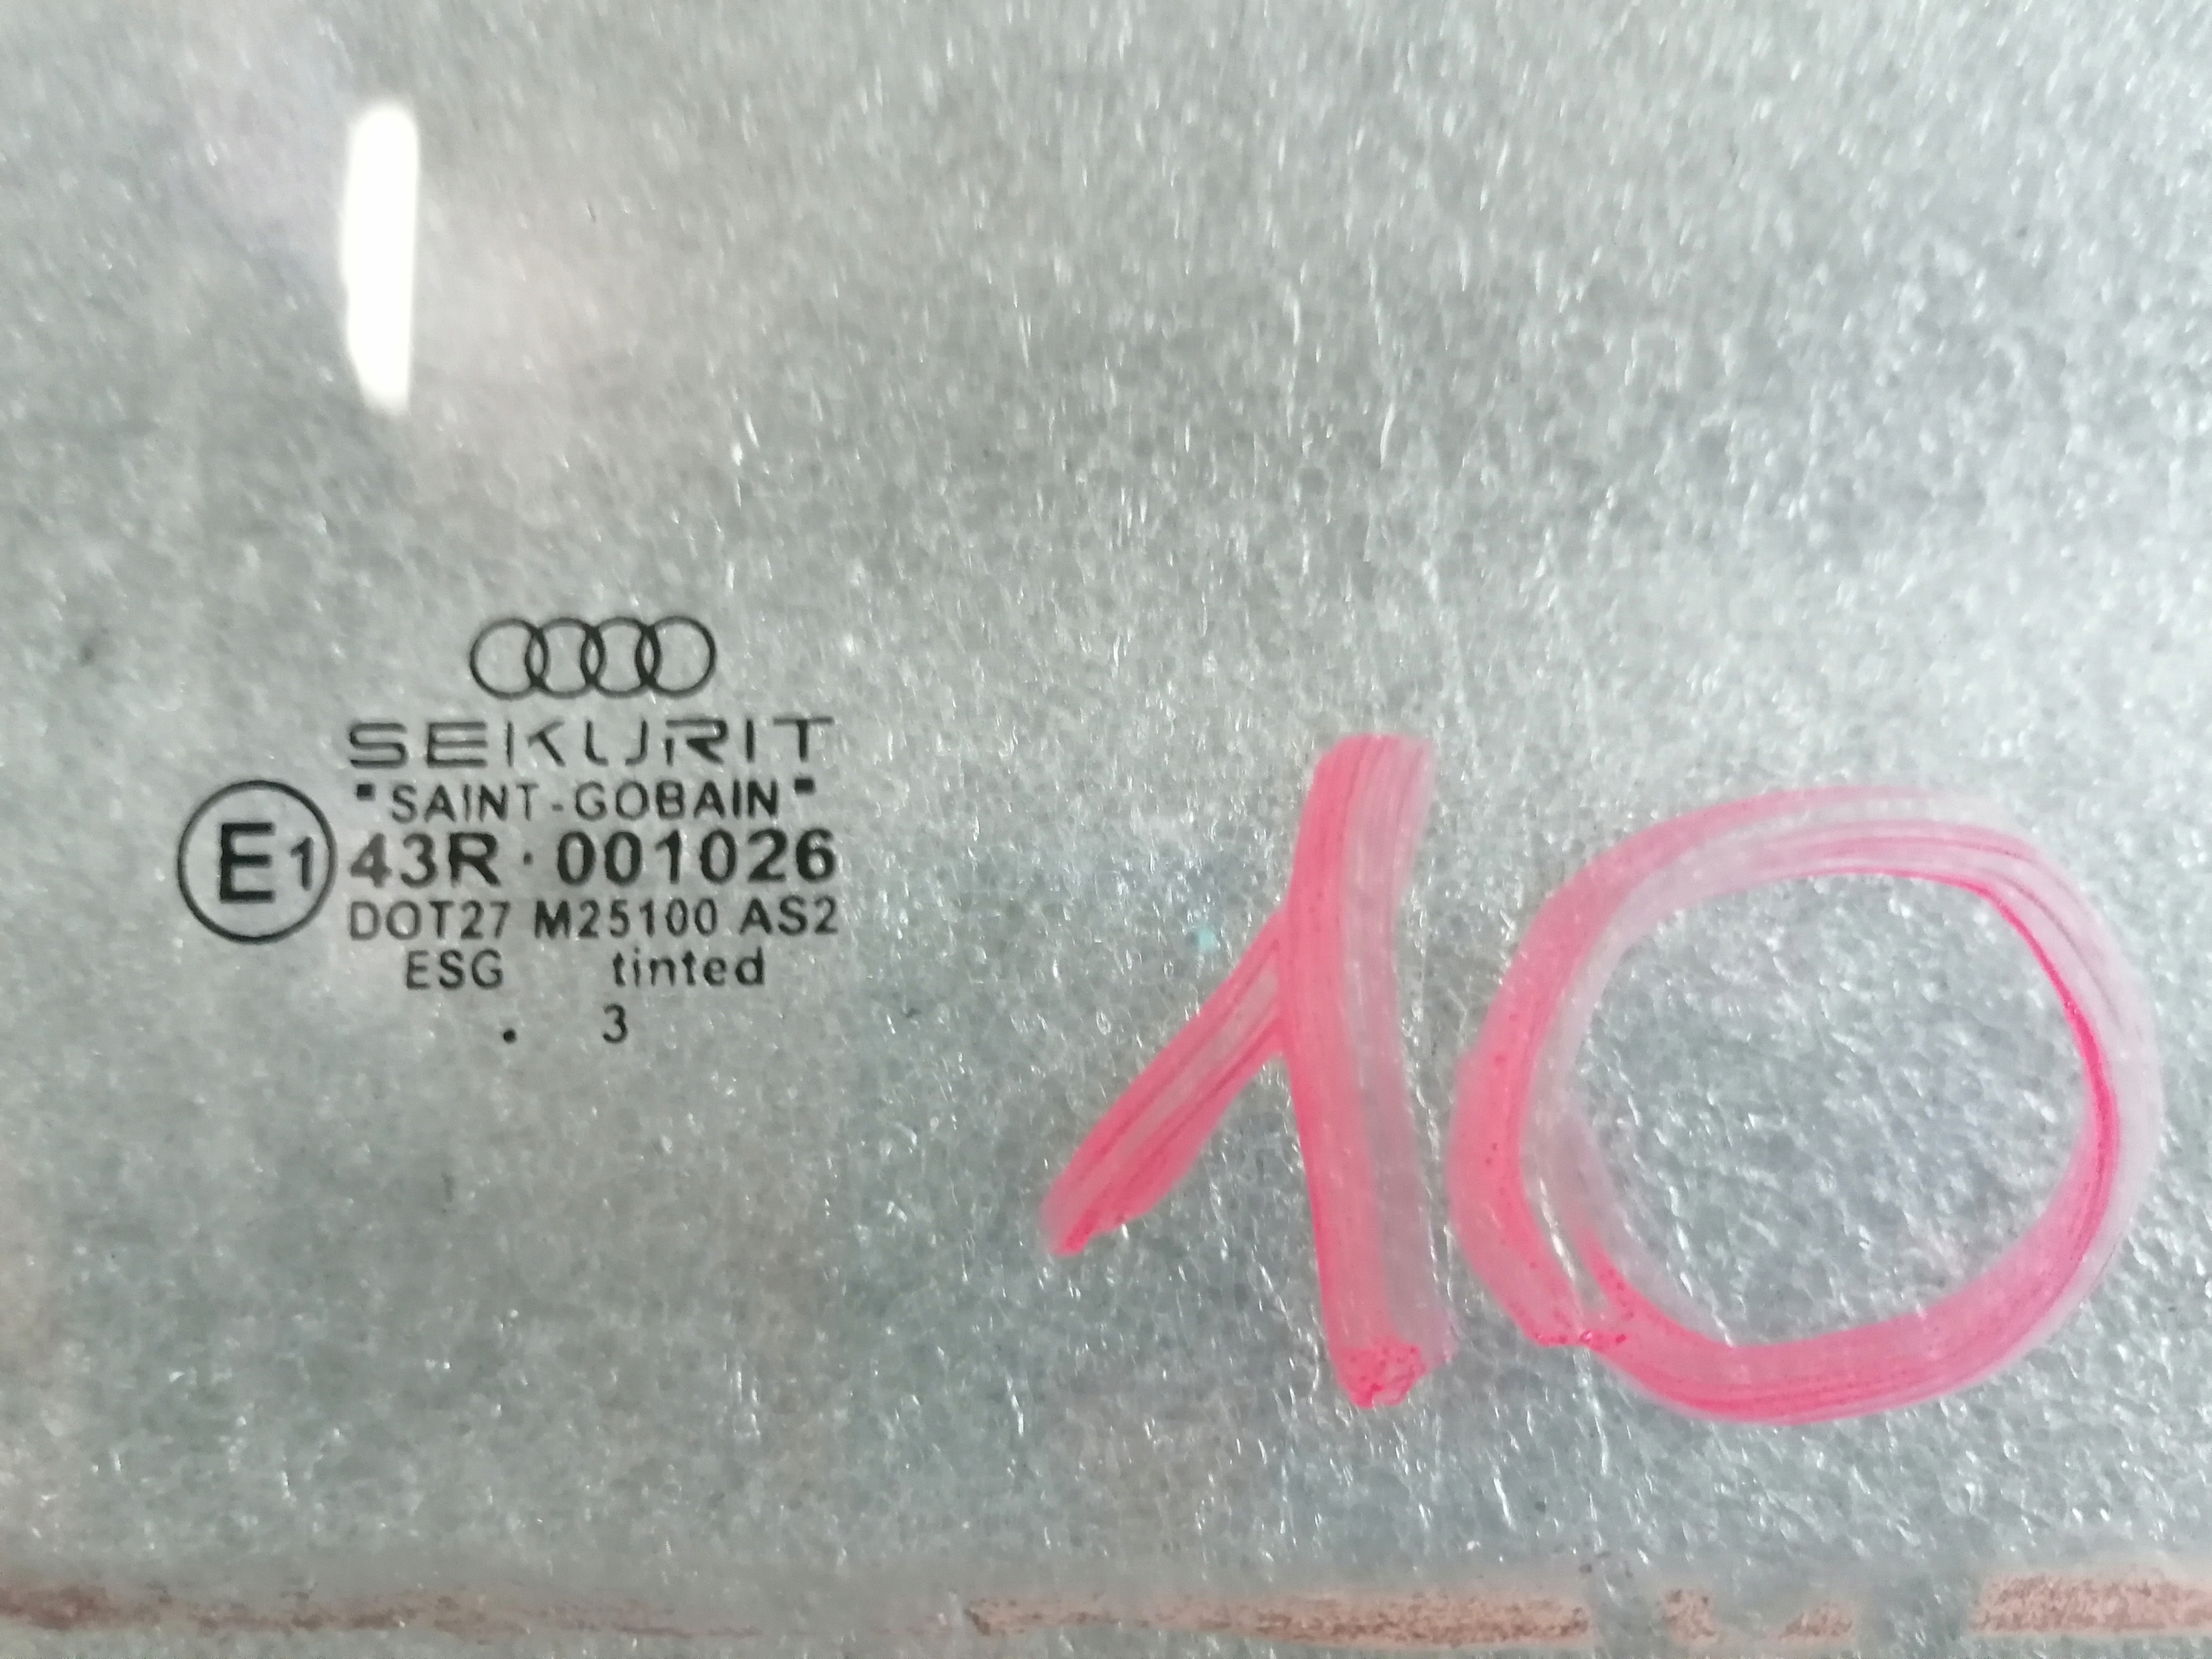 SEKURIT
"SAINT-GOBAIN"
E1 43R · 001026
DOT27 M25100 AS2
ESG tinted
. 3
10